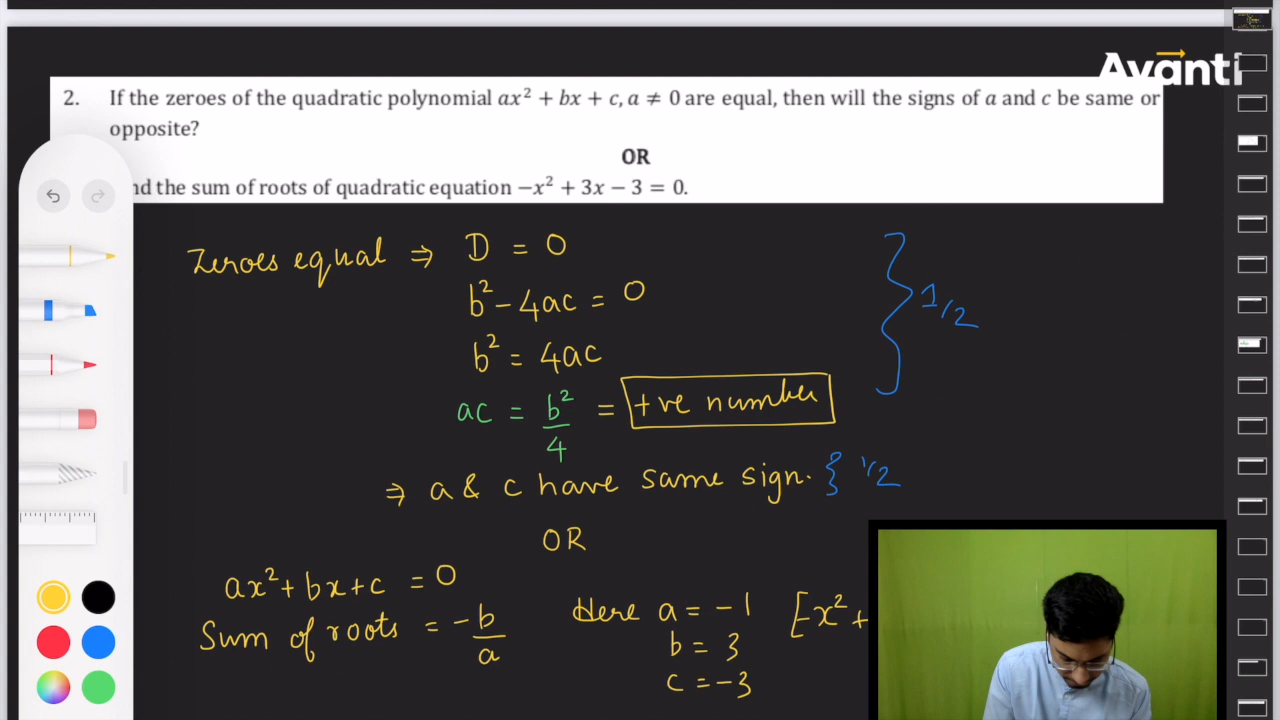 Avanti
2. If the zeroes of the quadratic polynomial ax² + bx + c, a ≠ 0 are equal, then will the signs of a and c be same or
opposite?
OR
nd the sum of roots of quadratic equation −x² + 3x − 3 = 0.
Zeroes equal ⇒ D = 0
b² − 4ac = 0
b² = 4ac
ac = b²/4 = +ve number
} 1/2
⇒ a & c have same sign. } 1/2
OR
ax² + bx + c = 0
Sum of roots = −b/a
Here a = −1 [−x² +
b = 3
c = −3